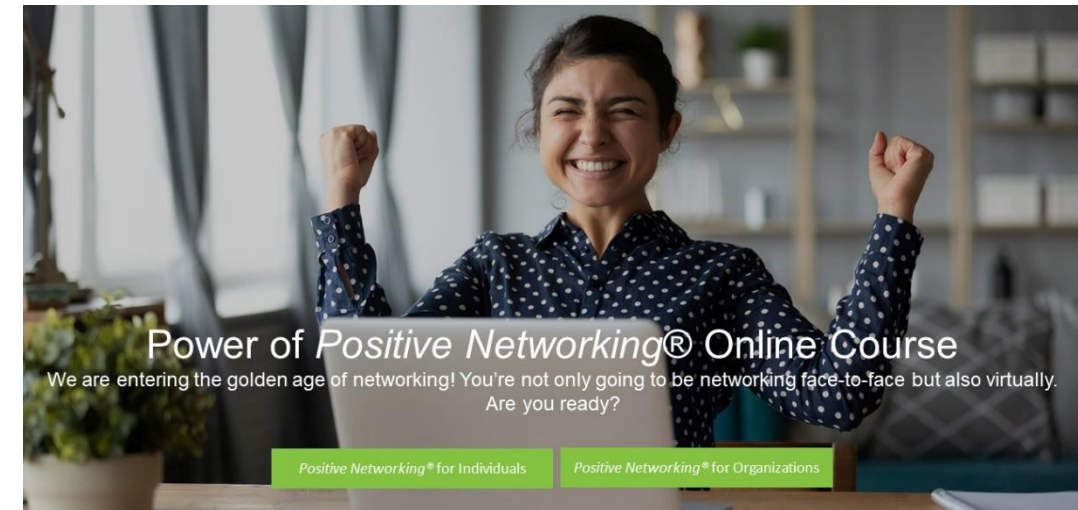 Power of Positive Networking® Online Course
We are entering the golden age of networking! You're not only going to be networking face-to-face but also virtually.
Are you ready?
Positive Networking® for Individuals
Positive Networking® for Organizations